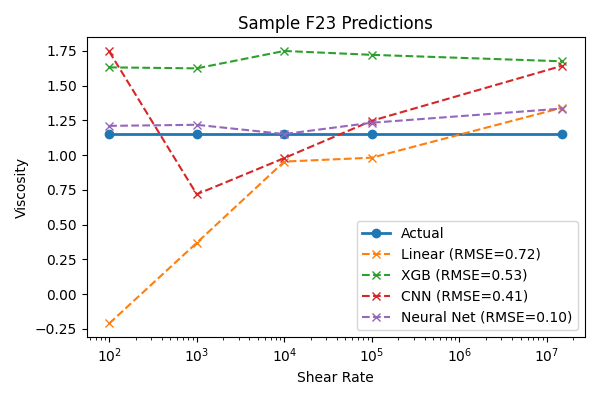 Sample F23 Predictions
Viscosity
1.75
1.50
1.25
1.00
0.75
0.50
0.25
0.00
−0.25
10²
10³
10⁴
10⁵
10⁶
10⁷
Shear Rate
Actual
Linear (RMSE=0.72)
XGB (RMSE=0.53)
CNN (RMSE=0.41)
Neural Net (RMSE=0.10)